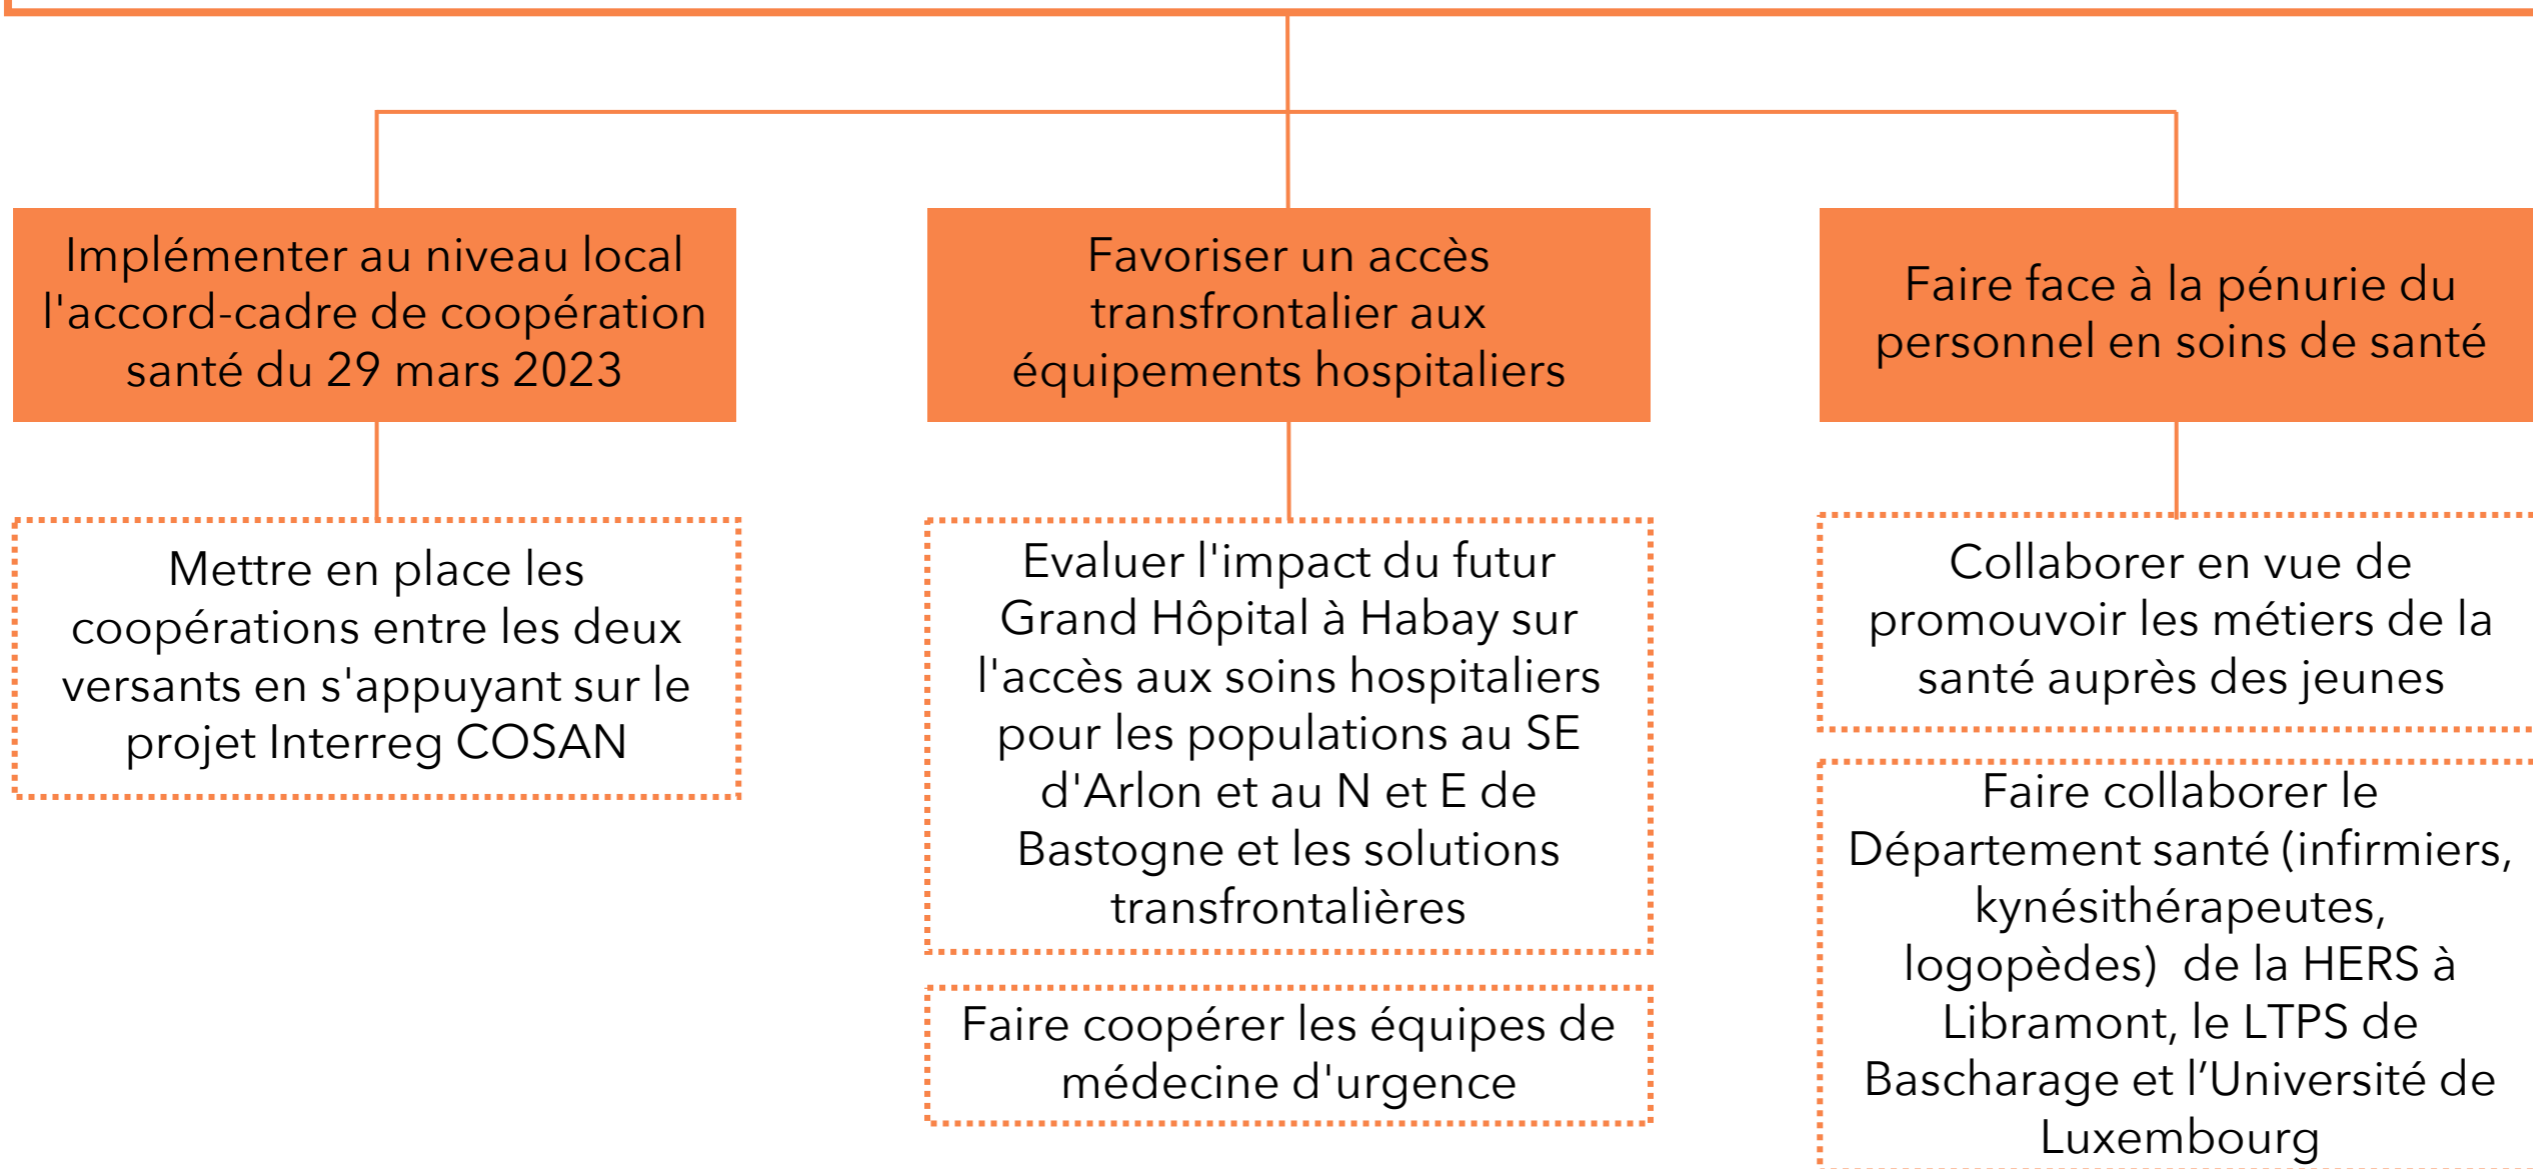 Implémenter au niveau local
l'accord-cadre de coopération
santé du 29 mars 2023
Mettre en place les
coopérations entre les deux
versants en s'appuyant sur le
projet Interreg COSAN
Favoriser un accès
transfrontalier aux
équipements hospitaliers
Evaluer l'impact du futur
Grand Hôpital à Habay sur
l'accès aux soins hospitaliers
pour les populations au SE
d'Arlon et au N et E de
Bastogne et les solutions
transfrontalières
Faire coopérer les équipes de
médecine d'urgence
Faire face à la pénurie du
personnel en soins de santé
Collaborer en vue de
promouvoir les métiers de la
santé auprès des jeunes
Faire collaborer le
Département santé (infirmiers,
kynésithérapeutes,
logopèdes)  de la HERS à
Libramont, le LTPS de
Bascharage et l’Université de
Luxembourg